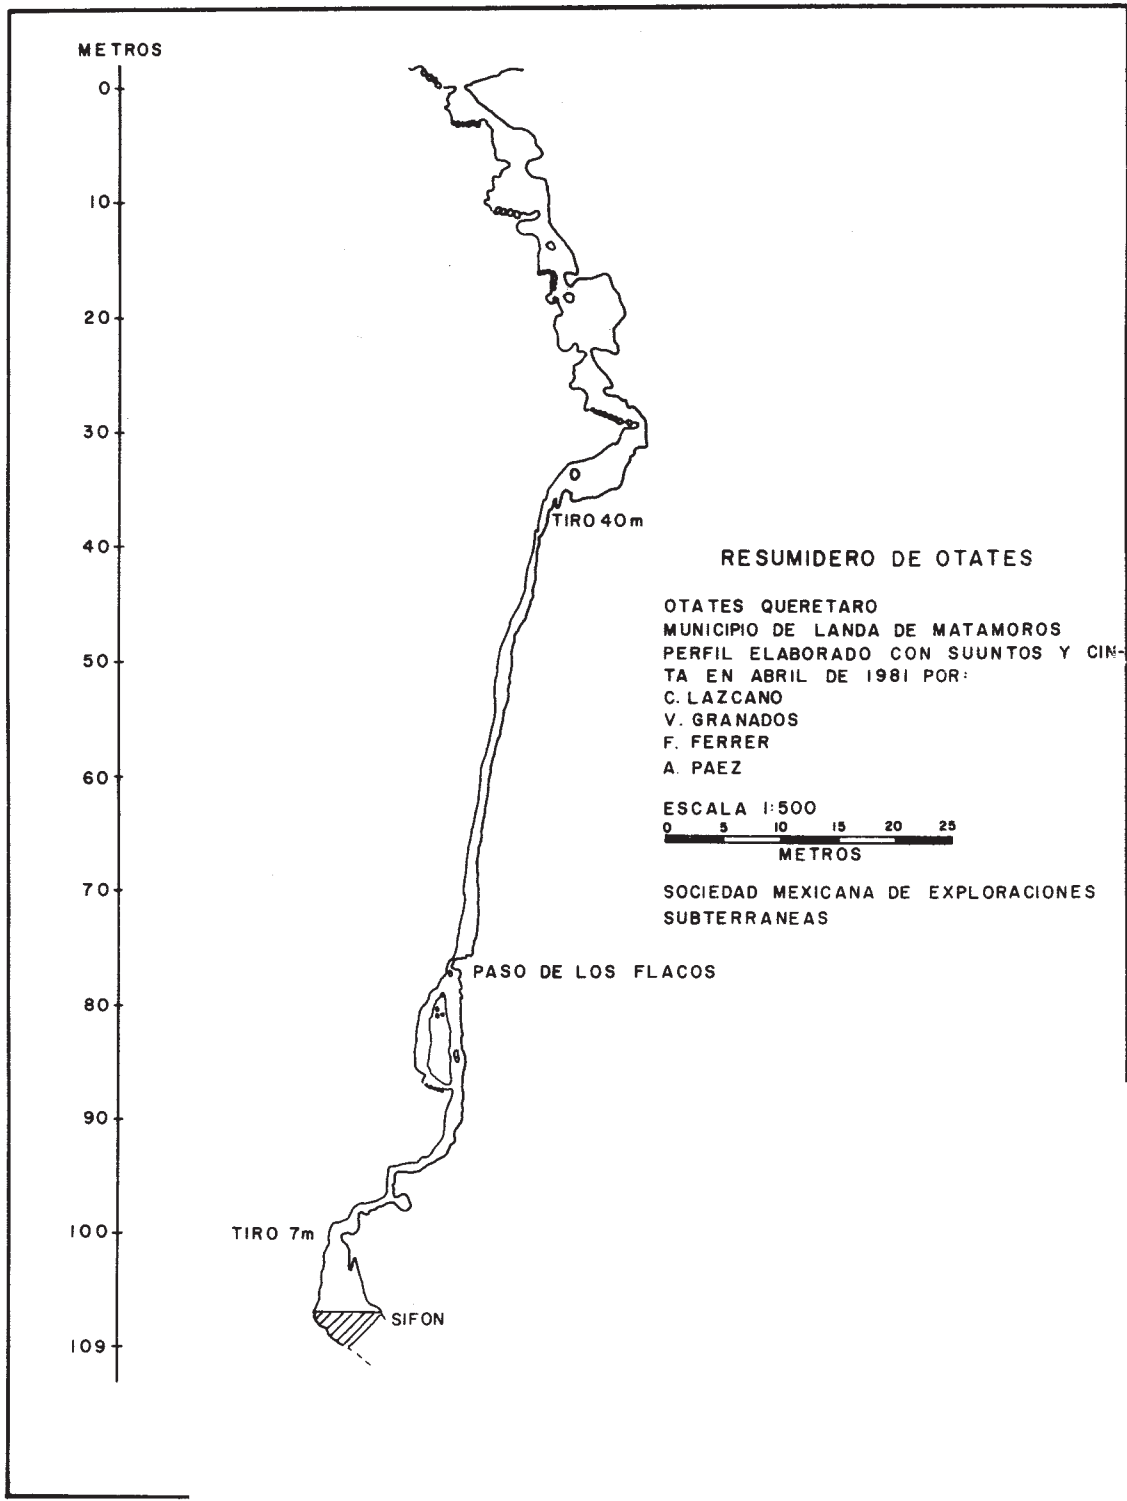 METROS
0
10
20
30
40
50
60
70
80
90
100
109
TIRO 40m
PASO DE LOS FLACOS
TIRO 7m
SIFON
RESUMIDERO DE OTATES
OTATES QUERETARO
MUNICIPIO DE LANDA DE MATAMOROS
PERFIL ELABORADO CON SUUNTOS Y CIN-
TA EN ABRIL DE 1981 POR:
C. LAZCANO
V. GRANADOS
F. FERRER
A. PAEZ
ESCALA 1:500
0 5 10 15 20 25
METROS
SOCIEDAD MEXICANA DE EXPLORACIONES
SUBTERRANEAS